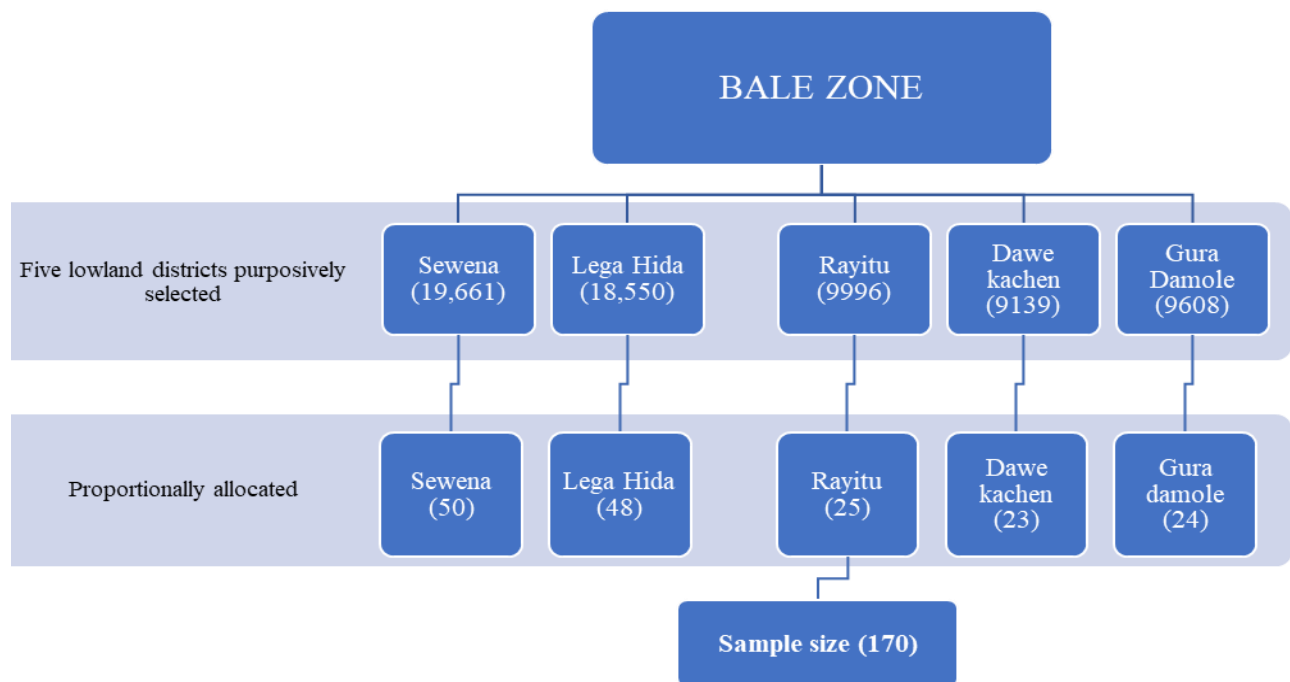 BALE ZONE
Five lowland districts purposively
selected
Sewena
(19,661)
Lega Hida
(18,550)
Rayitu
(9996)
Dawe
kachen
(9139)
Gura
Damole
(9608)
Proportionally allocated
Sewena
(50)
Lega Hida
(48)
Rayitu
(25)
Dawe
kachen
(23)
Gura
damole
(24)
Sample size (170)